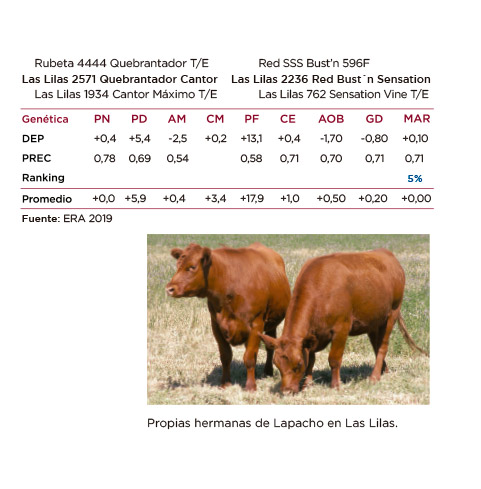 Rubeta 4444 Quebrantador T/E
Las Lilas 2571 Quebrantador Cantor
Las Lilas 1934 Cantor Máximo T/E
Red SSS Bust'n 596F
Las Lilas 2236 Red Bust´n Sensation
Las Lilas 762 Sensation Vine T/E
Genética PN PD AM CM PF CE AOB GD MAR
DEP +0,4 +5,4 -2,5 +0,2 +13,1 +0,4 -1,70 -0,80 +0,10
PREC 0,78 0,69 0,54 0,58 0,71 0,70 0,71 0,71
Ranking 5%
Promedio +0,0 +5,9 +0,4 +3,4 +17,9 +1,0 +0,50 +0,20 +0,00
Fuente: ERA 2019
Propias hermanas de Lapacho en Las Lilas.